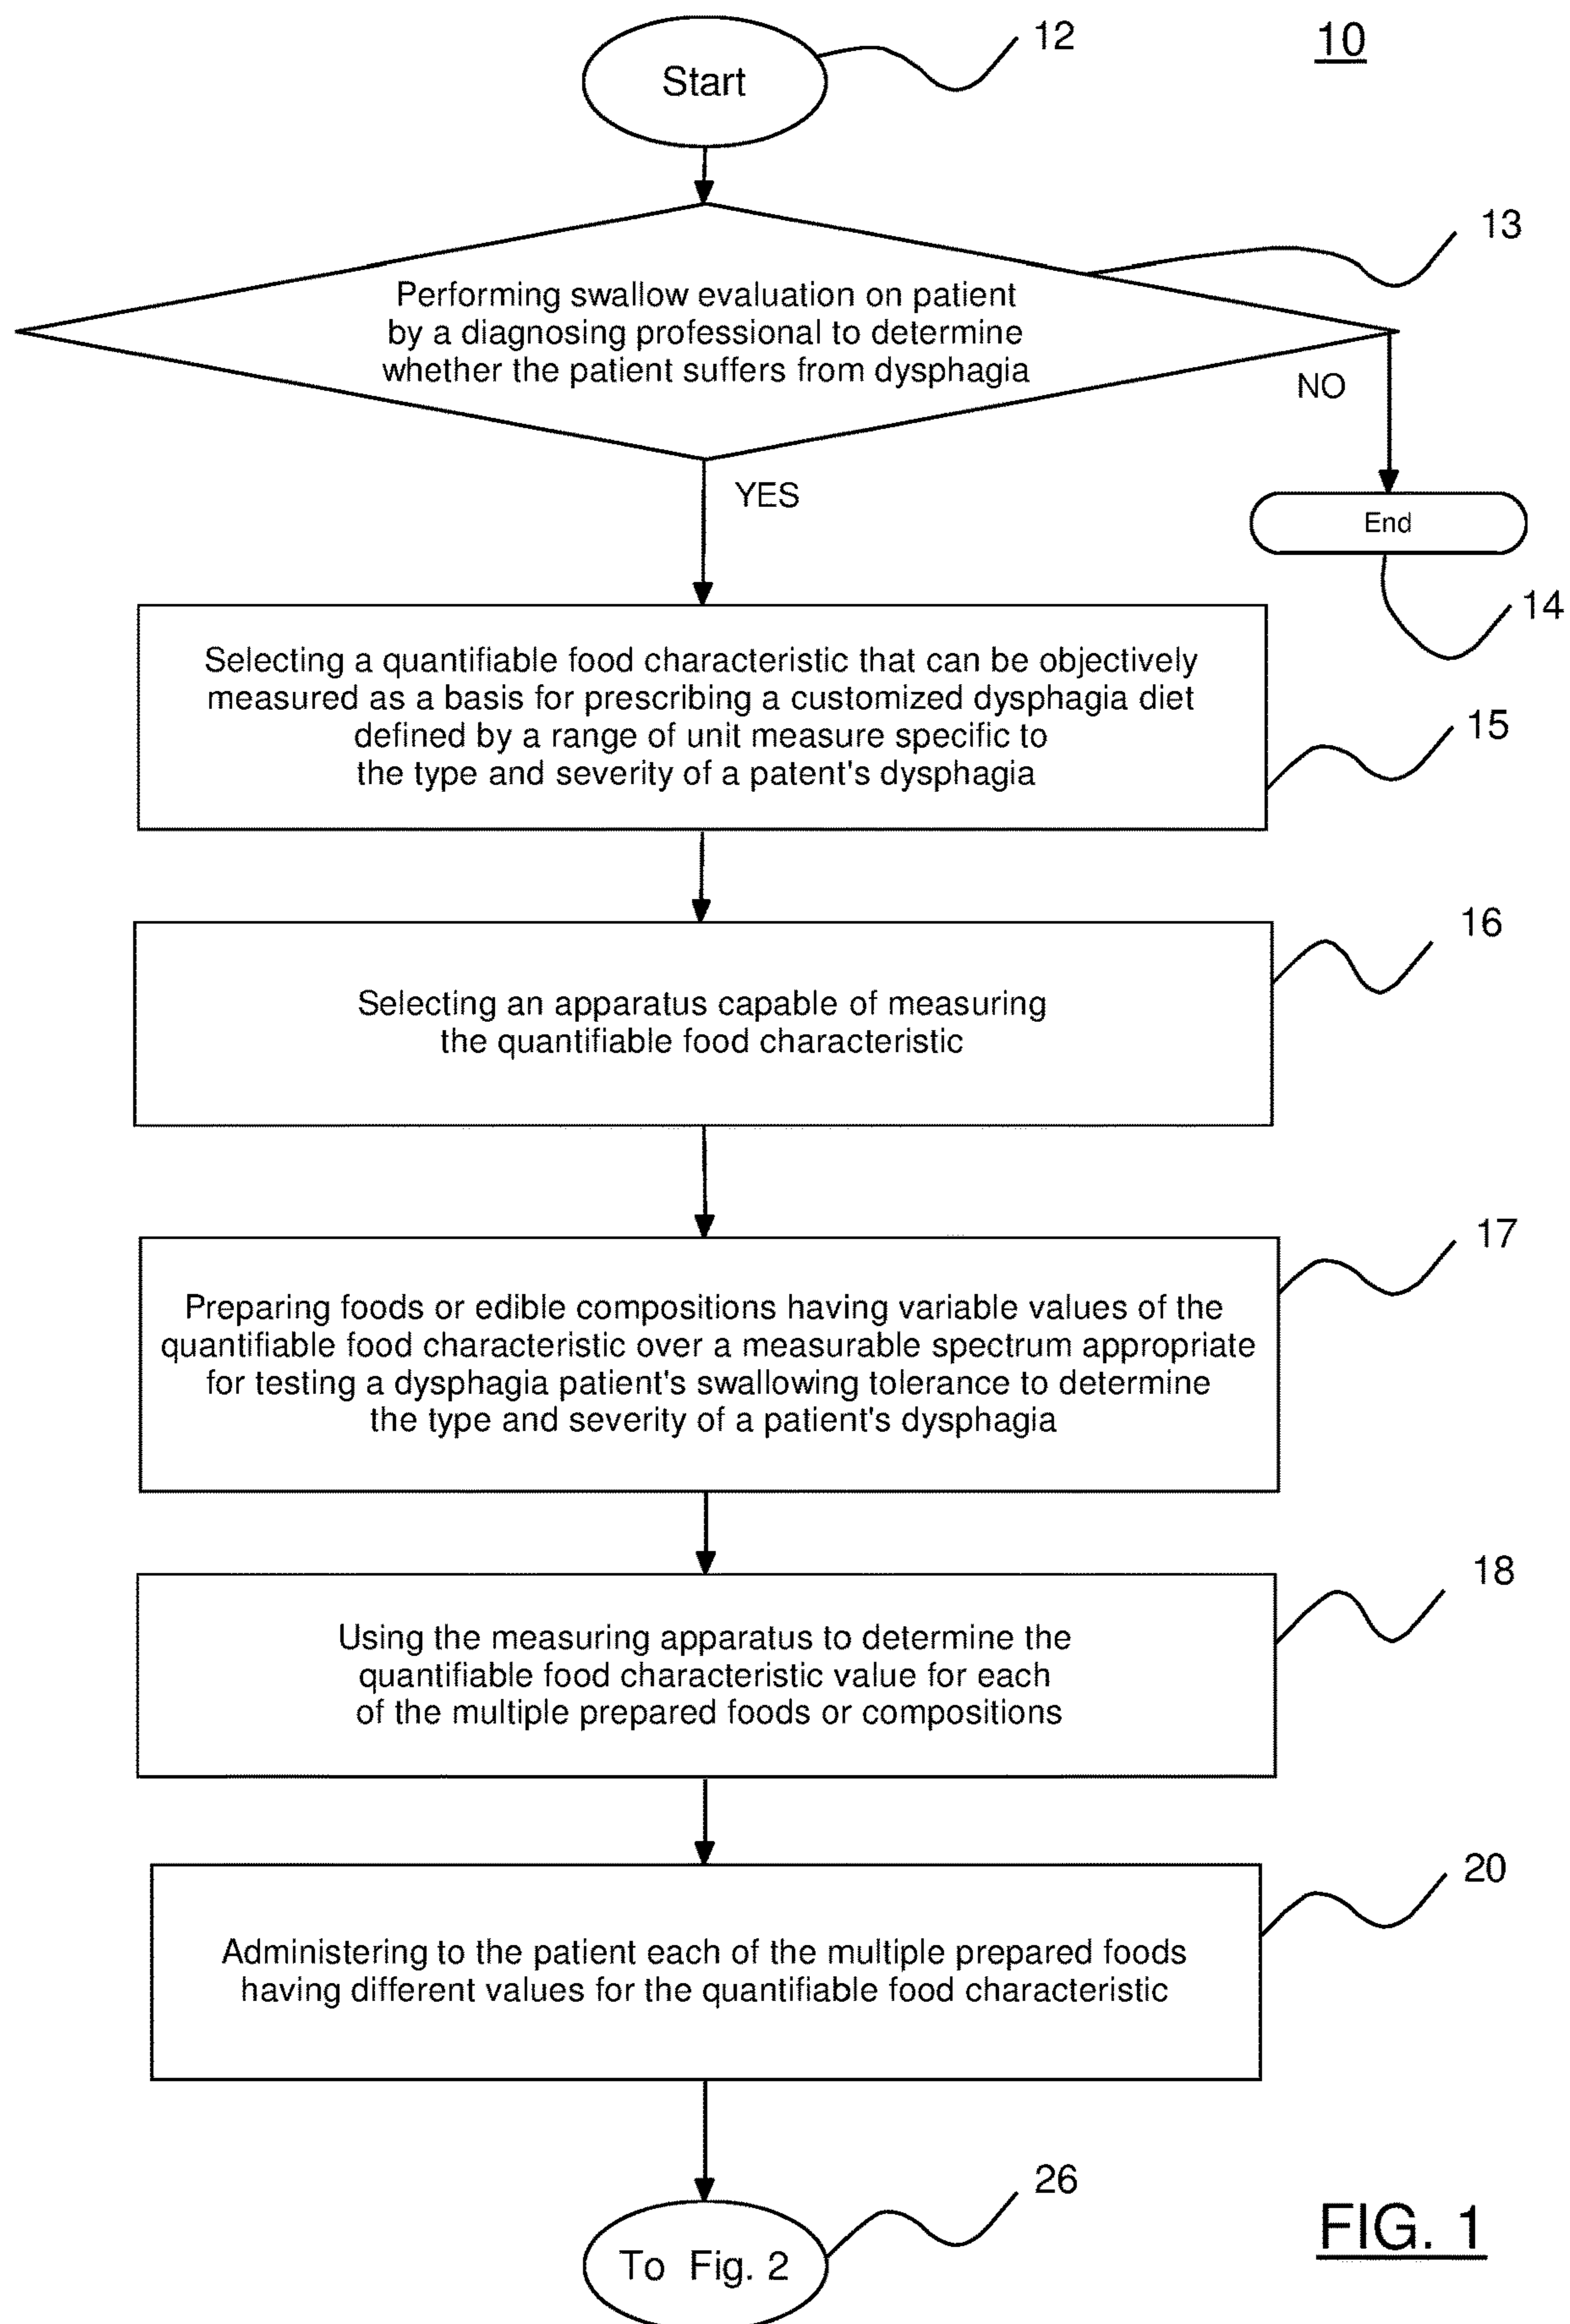 10
12
Start
13
Performing swallow evaluation on patient
by a diagnosing professional to determine
whether the patient suffers from dysphagia
NO
YES
End
14
Selecting a quantifiable food characteristic that can be objectively
measured as a basis for prescribing a customized dysphagia diet
defined by a range of unit measure specific to
the type and severity of a patent's dysphagia
15
16
Selecting an apparatus capable of measuring
the quantifiable food characteristic
17
Preparing foods or edible compositions having variable values of the
quantifiable food characteristic over a measurable spectrum appropriate
for testing a dysphagia patient's swallowing tolerance to determine
the type and severity of a patient's dysphagia
18
Using the measuring apparatus to determine the
quantifiable food characteristic value for each
of the multiple prepared foods or compositions
20
Administering to the patient each of the multiple prepared foods
having different values for the quantifiable food characteristic
26
To Fig. 2
FIG. 1